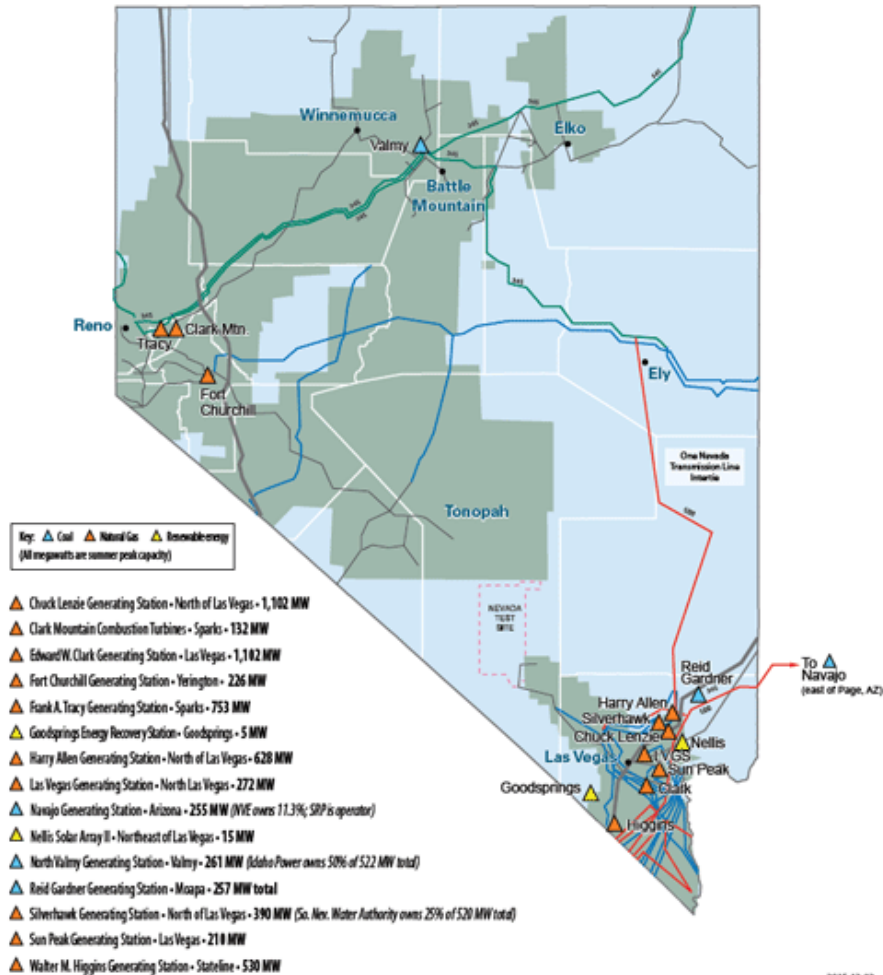 345
345
Winnemucca
Elko
Valmy
345
Battle
Mountain
345
345
345
345
Reno
Clark Mtn.
Tracy
Ely
Fort
Churchill
One Nevada
Transmission Line
Intertie
Tonopah
500
Key: Coal Natural Gas Renewable energy
(All megawatts are summer peak capacity)
NEVADA
TEST
SITE
Chuck Lenzie Generating Station • North of Las Vegas • 1,102 MW
Clark Mountain Combustion Turbines • Sparks • 132 MW
Edward W. Clark Generating Station • Las Vegas • 1,102 MW
Fort Churchill Generating Station • Yerington • 226 MW
Frank A. Tracy Generating Station • Sparks • 753 MW
Goodsprings Energy Recovery Station • Goodsprings • 5 MW
Harry Allen Generating Station • North of Las Vegas • 628 MW
Las Vegas Generating Station • North Las Vegas • 272 MW
Navajo Generating Station • Arizona • 255 MW (NVE owns 11.3%; SRP is operator)
Nellis Solar Array II • Northeast of Las Vegas • 15 MW
North Valmy Generating Station • Valmy • 261 MW (Idaho Power owns 50% of 522 MW total)
Reid Gardner Generating Station • Moapa • 257 MW total
Silverhawk Generating Station • North of Las Vegas • 390 MW (So. Nev. Water Authority owns 25% of 520 MW total)
Sun Peak Generating Station • Las Vegas • 210 MW
Walter M. Higgins Generating Station • Stateline • 530 MW
Reid
Gardner
To
Navajo
(east of Page, AZ)
345
500
Harry Allen
Silverhawk
Chuck Lenzie
Nellis
LVGS
Las Vegas
Sun Peak
Goodsprings
Clark
Higgins